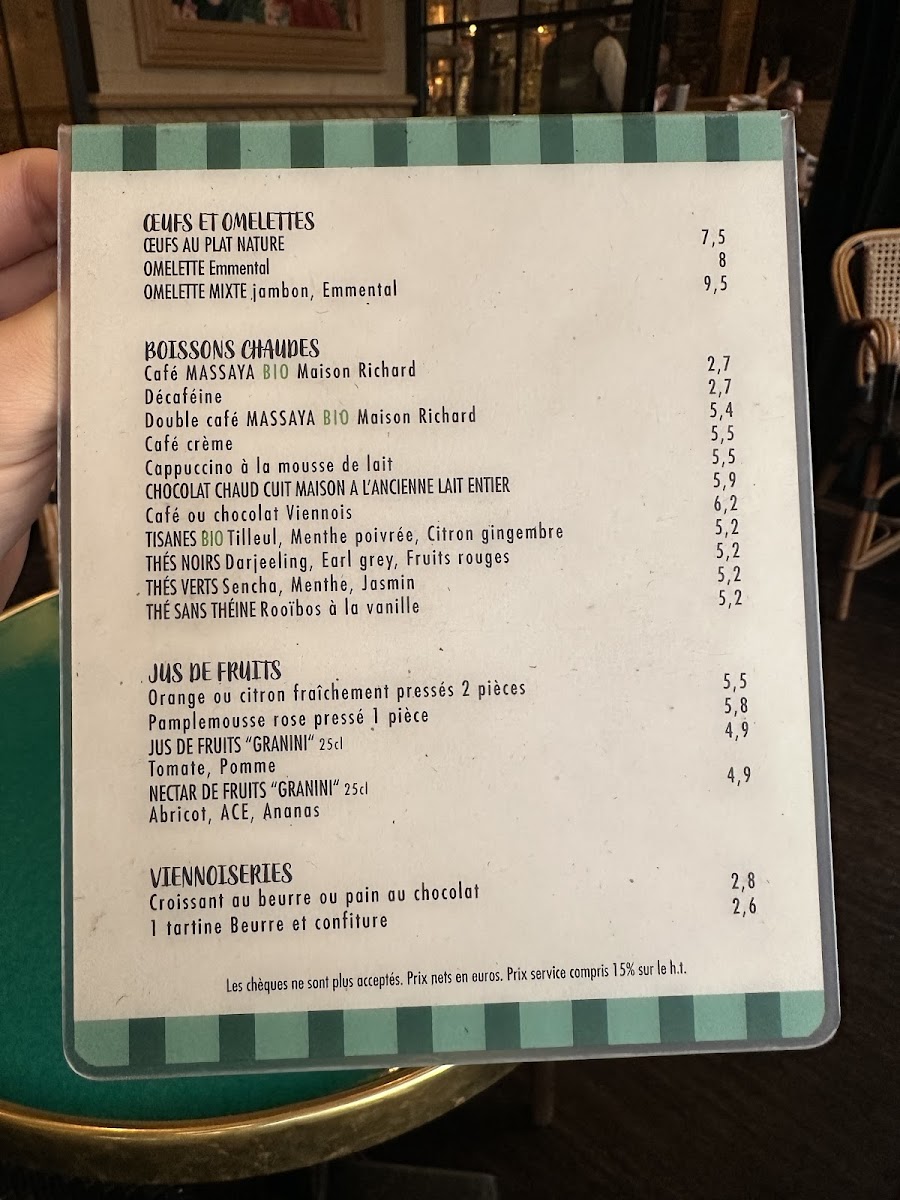 ŒUFS ET OMELETTES
ŒUFS AU PLAT NATURE 7,5
OMELETTE Emmental 8
OMELETTE MIXTE jambon, Emmental 9,5
BOISSONS CHAUDES
Café MASSAYA BIO Maison Richard 2,7
Décaféine 2,7
Double café MASSAYA BIO Maison Richard 5,4
Café crème 5,5
Cappuccino à la mousse de lait 5,5
CHOCOLAT CHAUD CUIT MAISON A L'ANCIENNE LAIT ENTIER 5,9
Café ou chocolat Viennois 6,2
TISANES BIO Tilleul, Menthe poivrée, Citron gingembre 5,2
THÉS NOIRS Darjeeling, Earl grey, Fruits rouges 5,2
THÉS VERTS Sencha, Menthe, Jasmin 5,2
THÉ SANS THÉINE Rooïbos à la vanille 5,2
JUS DE FRUITS
Orange ou citron fraîchement pressés 2 pièces 5,5
Pamplemousse rose pressé 1 pièce 5,8
JUS DE FRUITS "GRANINI" 25cl 4,9
Tomate, Pomme
NECTAR DE FRUITS "GRANINI" 25cl 4,9
Abricot, ACE, Ananas
VIENNOISERIES
Croissant au beurre ou pain au chocolat 2,8
1 tartine Beurre et confiture 2,6
Les chèques ne sont plus acceptés. Prix nets en euros. Prix service compris 15% sur le h.t.